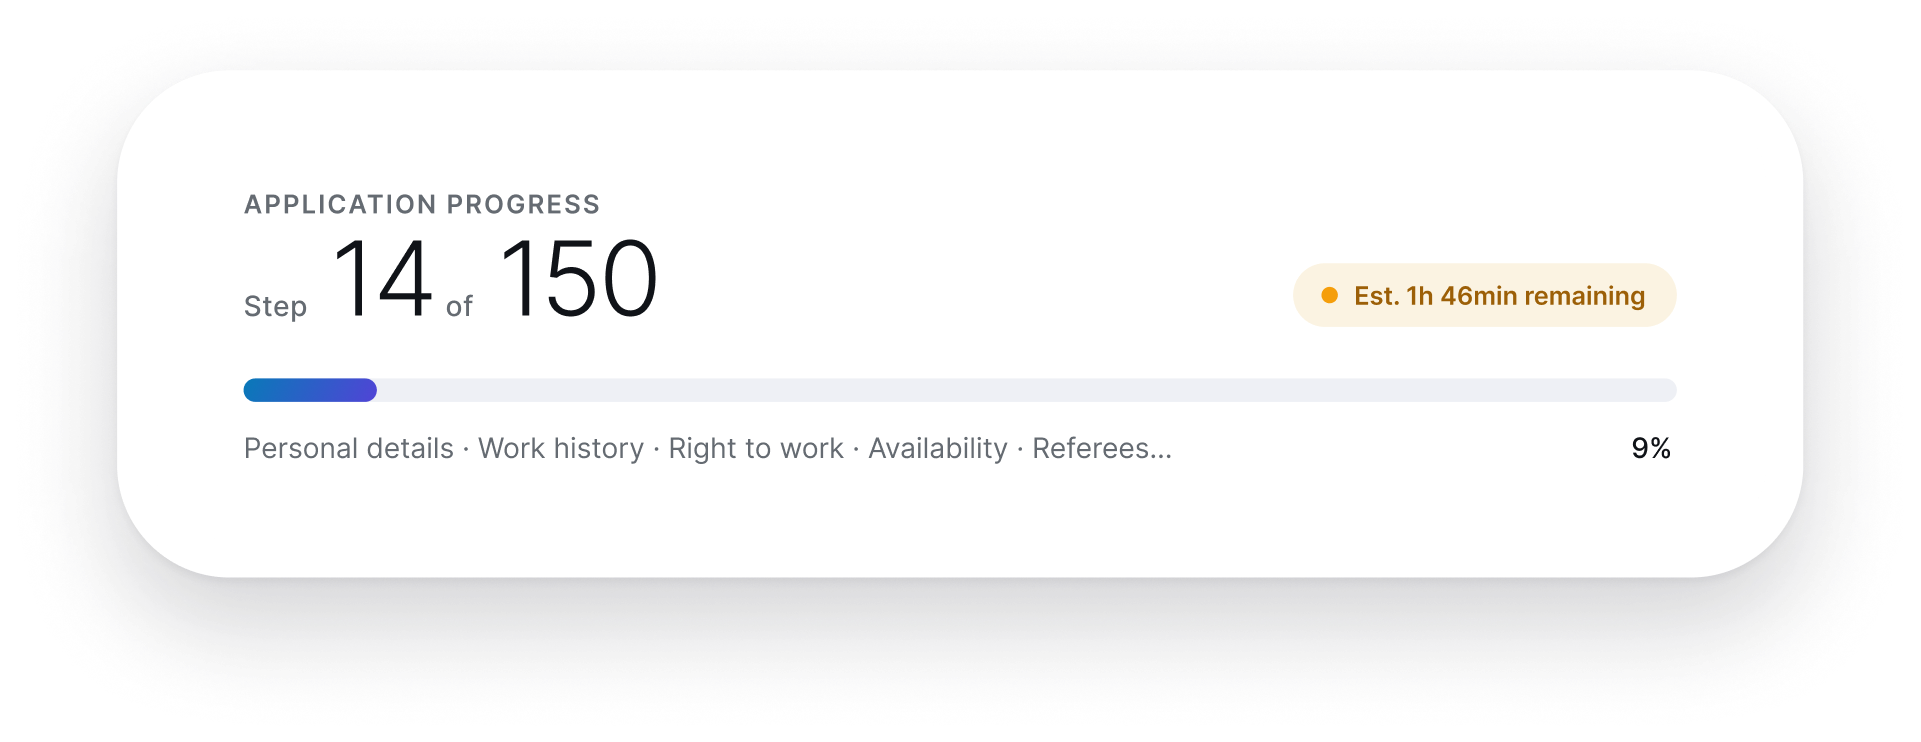 APPLICATION PROGRESS
Step 14 of 150
Est. 1h 46min remaining
Personal details · Work history · Right to work · Availability · Referees...
9%